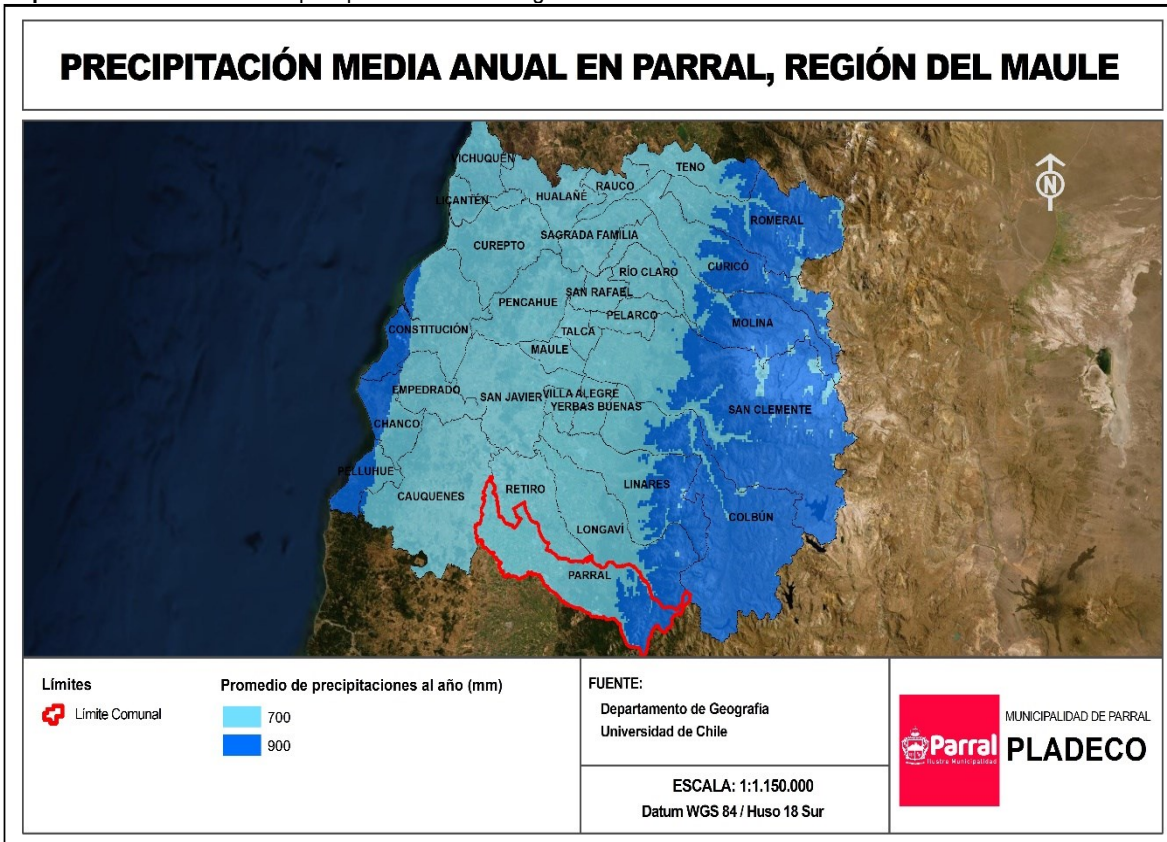 PRECIPITACIÓN MEDIA ANUAL EN PARRAL, REGIÓN DEL MAULE
N
VICHUQUÉN
TENO
RAUCO
HUALAÑÉ
LICANTÉN
ROMERAL
SAGRADA FAMILIA
CUREPTO
CURICÓ
RÍO CLARO
SAN RAFAEL
PENCAHUE
PELARCO
MOLINA
CONSTITUCIÓN
TALCA
MAULE
EMPEDRADO
SAN JAVIER
VILLA ALEGRE
YERBAS BUENAS
SAN CLEMENTE
CHANCO
PELLUHUE
CAUQUENES
RETIRO
LINARES
COLBÚN
LONGAVÍ
PARRAL
Límites
Límite Comunal
Promedio de precipitaciones al año (mm)
700
900
FUENTE:
Departamento de Geografía
Universidad de Chile
ESCALA: 1:1.150.000
Datum WGS 84 / Huso 18 Sur
Parral
Ilustre Municipalidad
MUNICIPALIDAD DE PARRAL
PLADECO